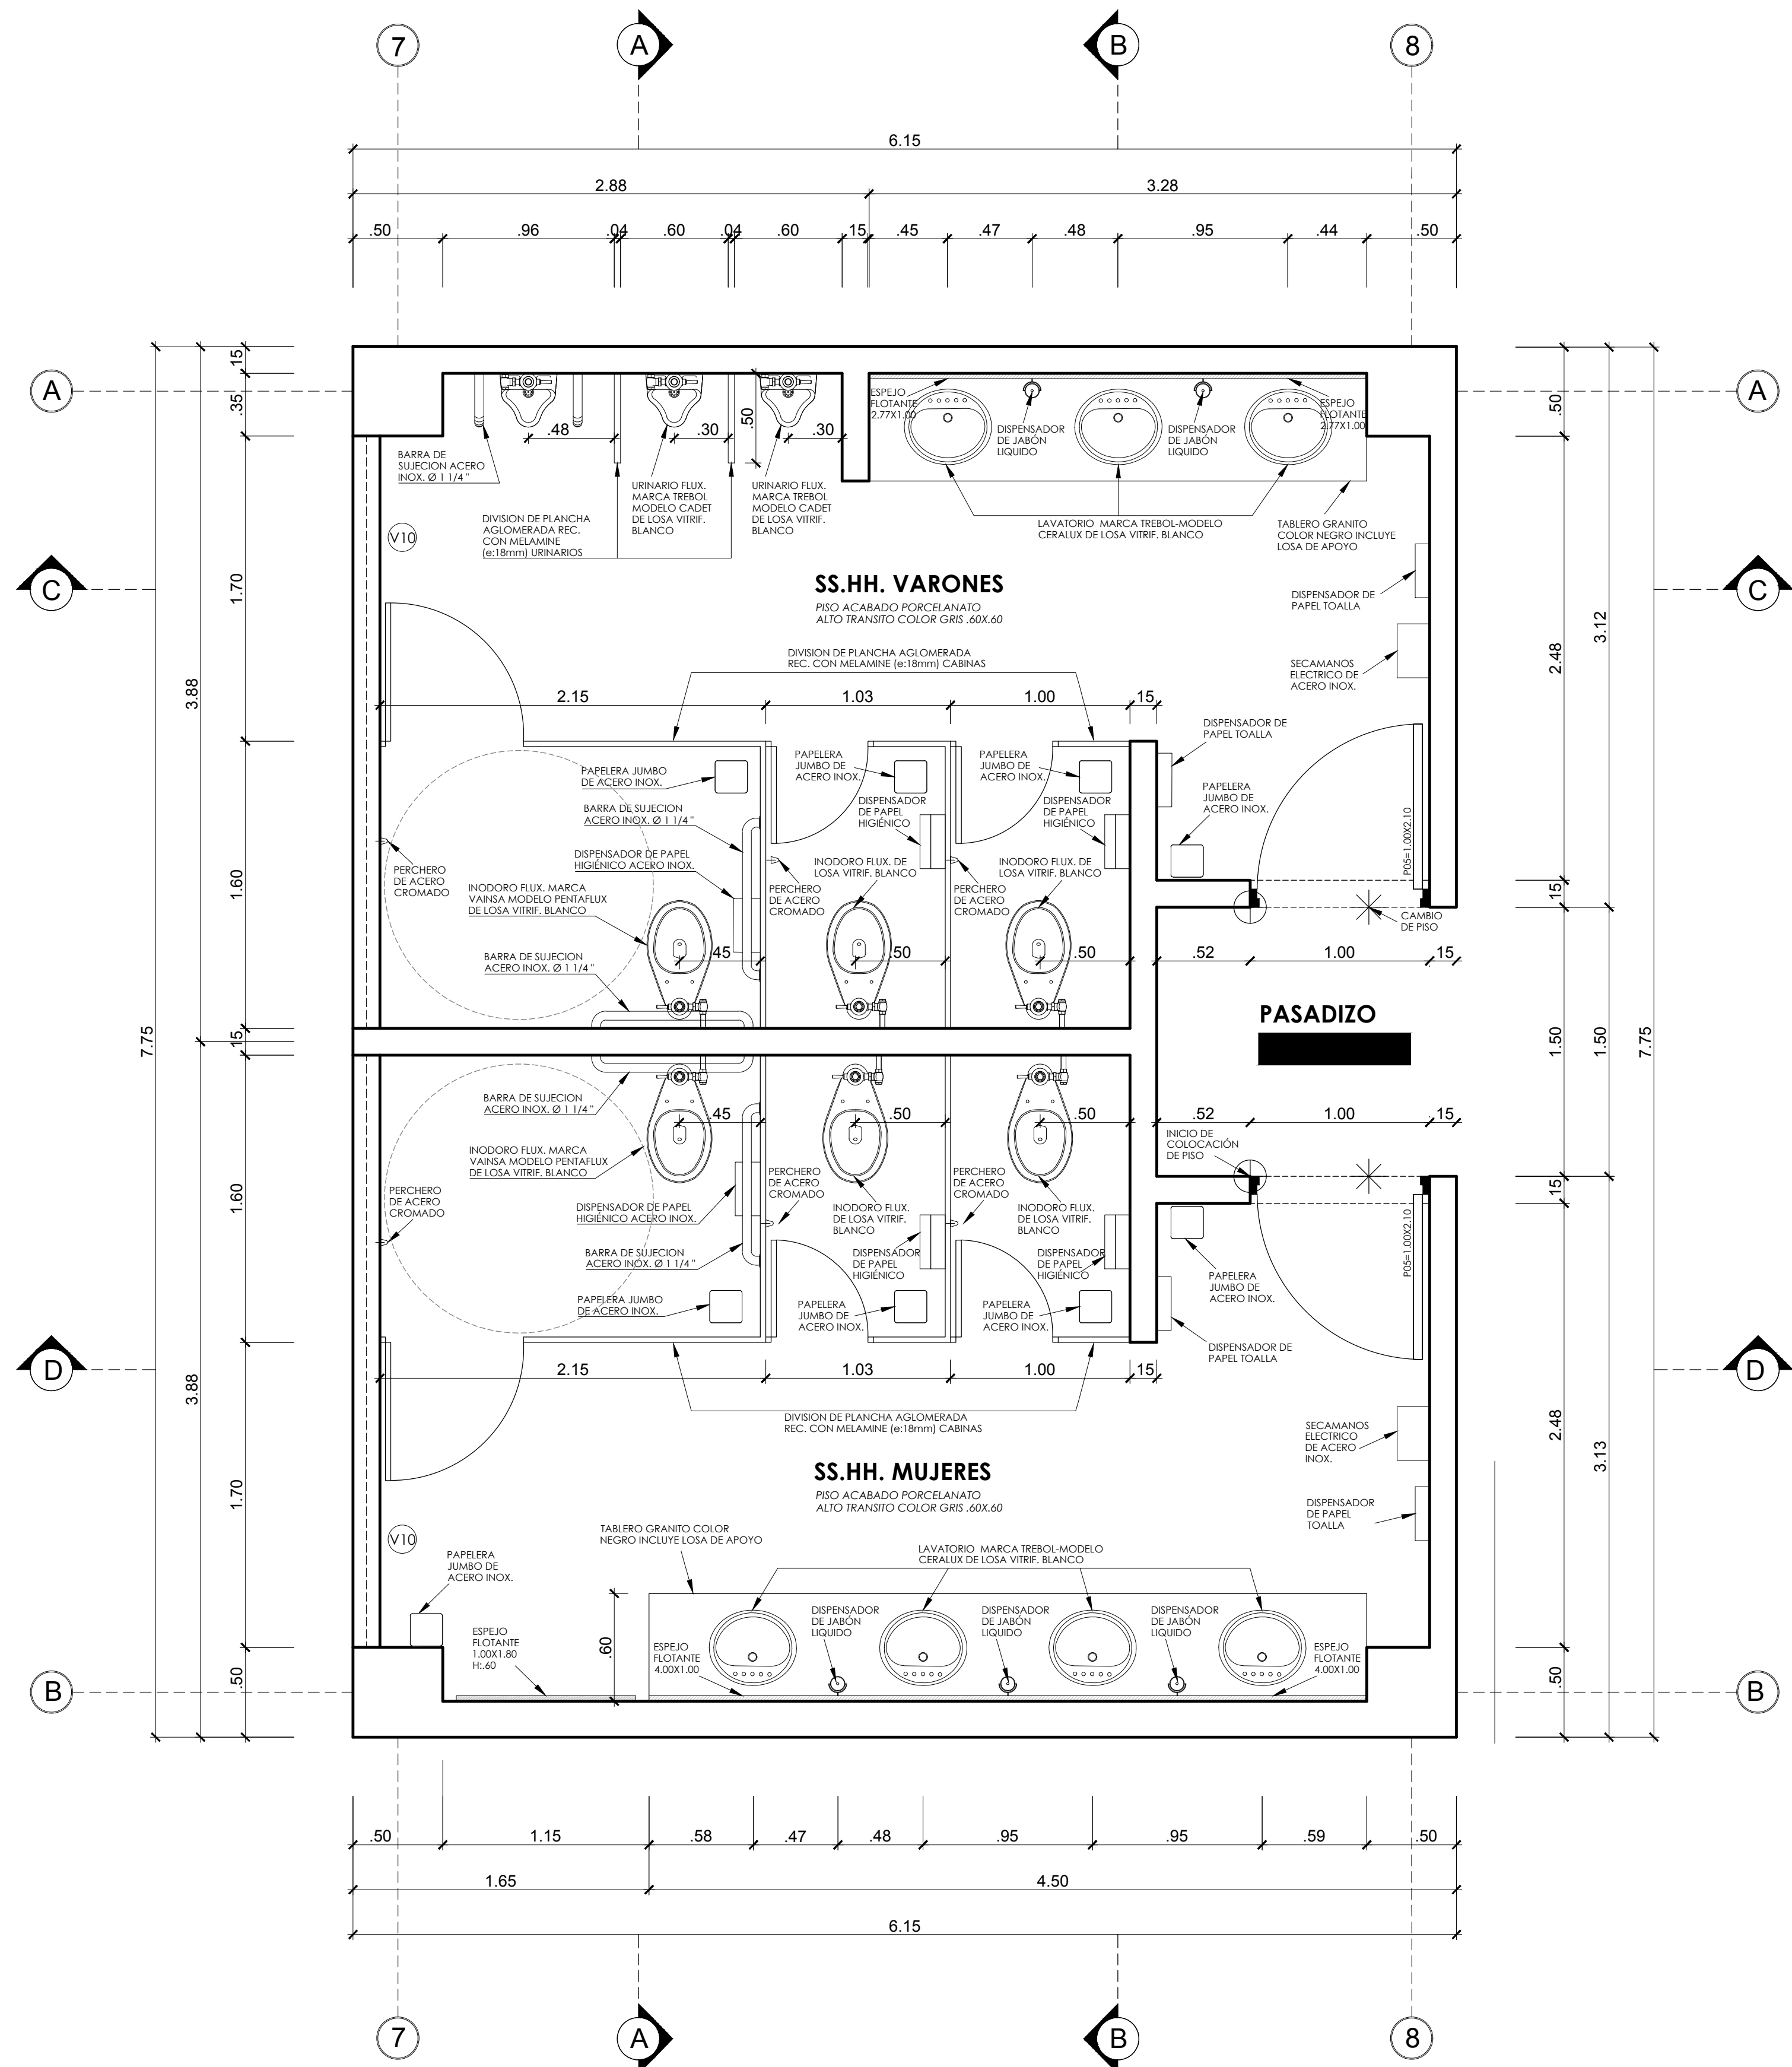 7
A
B
8
6.15
2.88
3.28
.50
.96
.04
.60
.04
.60
.15
.45
.47
.48
.95
.44
.50
A
A
.15
.35
.50
ESPEJO
FLOTANTE
2.77X1.00
ESPEJO
FLOTANTE
2.77X1.00
.48
.30
.50
.30
DISPENSADOR
DE JABÓN
LIQUIDO
DISPENSADOR
DE JABÓN
LIQUIDO
BARRA DE
SUJECION ACERO
INOX. Ø 1 1/4 "
URINARIO FLUX.
MARCA TREBOL
MODELO CADET
DE LOSA VITRIF.
BLANCO
URINARIO FLUX.
MARCA TREBOL
MODELO CADET
DE LOSA VITRIF.
BLANCO
DIVISION DE PLANCHA
AGLOMERADA REC.
CON MELAMINE
(e:18mm) URINARIOS
V10
LAVATORIO MARCA TREBOL-MODELO
CERALUX DE LOSA VITRIF. BLANCO
TABLERO GRANITO
COLOR NEGRO INCLUYE
LOSA DE APOYO
C
C
1.70
SS.HH. VARONES
PISO ACABADO PORCELANATO
ALTO TRANSITO COLOR GRIS .60X.60
DISPENSADOR DE
PAPEL TOALLA
3.12
2.48
3.88
DIVISION DE PLANCHA AGLOMERADA
REC. CON MELAMINE (e:18mm) CABINAS
SECAMANOS
ELECTRICO DE
ACERO INOX.
2.15
1.03
1.00
.15
DISPENSADOR DE
PAPEL TOALLA
PAPELERA JUMBO
DE ACERO INOX.
PAPELERA
JUMBO DE
ACERO INOX.
PAPELERA
JUMBO DE
ACERO INOX.
PAPELERA
JUMBO DE
ACERO INOX.
BARRA DE SUJECION
ACERO INOX. Ø 1 1/4 "
DISPENSADOR
DE PAPEL
HIGIÉNICO
DISPENSADOR
DE PAPEL
HIGIÉNICO
P05=1.00X2.10
DISPENSADOR DE PAPEL
HIGIÉNICO ACERO INOX.
INODORO FLUX. DE
LOSA VITRIF. BLANCO
INODORO FLUX. DE
LOSA VITRIF. BLANCO
PERCHERO
DE ACERO
CROMADO
1.60
INODORO FLUX. MARCA
VAINSA MODELO PENTAFLUX
DE LOSA VITRIF. BLANCO
PERCHERO
DE ACERO
CROMADO
PERCHERO
DE ACERO
CROMADO
.15
CAMBIO
DE PISO
BARRA DE SUJECION
ACERO INOX. Ø 1 1/4 "
.45
.50
.50
.52
1.00
.15
PASADIZO
7.75
.15
1.50
1.50
7.75
BARRA DE SUJECION
ACERO INOX. Ø 1 1/4 "
.45
.50
.50
.52
1.00
.15
INICIO DE
COLOCACIÓN
DE PISO
INODORO FLUX. MARCA
VAINSA MODELO PENTAFLUX
DE LOSA VITRIF. BLANCO
PERCHERO
DE ACERO
CROMADO
PERCHERO
DE ACERO
CROMADO
PERCHERO
DE ACERO
CROMADO
1.60
.15
DISPENSADOR DE PAPEL
HIGIÉNICO ACERO INOX.
INODORO FLUX.
DE LOSA VITRIF.
BLANCO
INODORO FLUX.
DE LOSA VITRIF.
BLANCO
P05=1.00X2.10
BARRA DE SUJECION
ACERO INOX. Ø 1 1/4 "
DISPENSADOR
DE PAPEL
HIGIÉNICO
DISPENSADOR
DE PAPEL
HIGIÉNICO
PAPELERA
JUMBO DE
ACERO INOX.
PAPELERA JUMBO
DE ACERO INOX.
PAPELERA
JUMBO DE
ACERO INOX.
PAPELERA
JUMBO DE
ACERO INOX.
DISPENSADOR DE
PAPEL TOALLA
D
D
3.88
2.15
1.03
1.00
.15
DIVISION DE PLANCHA AGLOMERADA
REC. CON MELAMINE (e:18mm) CABINAS
SECAMANOS
ELECTRICO
DE ACERO
INOX.
2.48
3.13
1.70
SS.HH. MUJERES
PISO ACABADO PORCELANATO
ALTO TRANSITO COLOR GRIS .60X.60
DISPENSADOR
DE PAPEL
TOALLA
V10
TABLERO GRANITO COLOR
NEGRO INCLUYE LOSA DE APOYO
LAVATORIO MARCA TREBOL-MODELO
CERALUX DE LOSA VITRIF. BLANCO
PAPELERA
JUMBO DE
ACERO INOX.
ESPEJO
FLOTANTE
1.00X1.80
H:.60
.60
DISPENSADOR
DE JABÓN
LIQUIDO
DISPENSADOR
DE JABÓN
LIQUIDO
DISPENSADOR
DE JABÓN
LIQUIDO
ESPEJO
FLOTANTE
4.00X1.00
ESPEJO
FLOTANTE
4.00X1.00
B
B
.50
.50
.50
1.15
.58
.47
.48
.95
.95
.59
.50
1.65
4.50
6.15
7
A
B
8